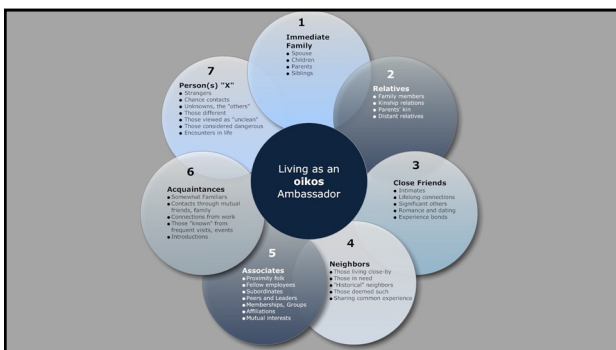 1
Immediate
Family
● Spouse
● Children
● Parents
● Siblings
2
Relatives
● Family members
● Kinship relations
● Parents' kin
● Distant relatives
3
Close Friends
● Intimates
● Lifelong connections
● Significant others
● Romance and dating
● Experience bonds
4
Neighbors
● Those living close-by
● Those in need
● "Historical" neighbors
● Those deemed such
● Sharing common experience
5
Associates
● Proximity folk
● Fellow employees
● Subordinates
● Peers and Leaders
● Memberships, Groups
● Affiliations
● Mutual interests
6
Acquaintances
● Somewhat Familiars
● Contacts through mutual
friends, family
● Connections from work
● Those "known" from
frequent visits, events
● Introductions
7
Person(s) "X"
● Strangers
● Chance contacts
● Unknowns, the "others"
● Those different
● Those viewed as "unclean"
● Those considered dangerous
● Encounters in life
Living as an
oikos
Ambassador